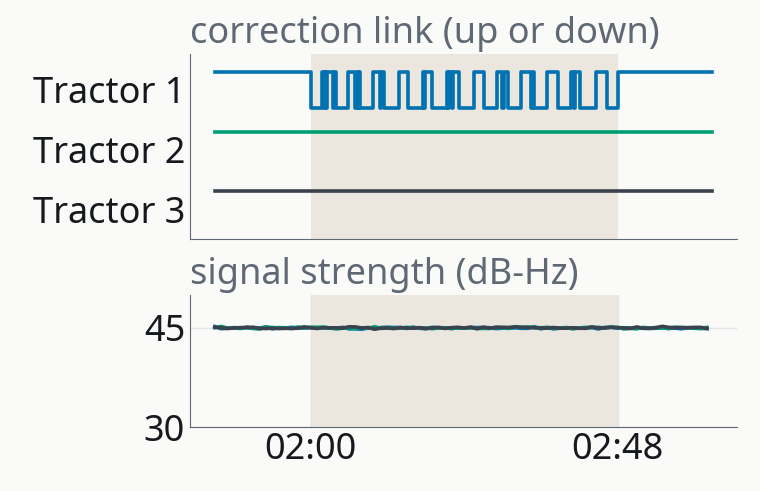 correction link (up or down)
Tractor 1
Tractor 2
Tractor 3
signal strength (dB-Hz)
45
30
02:00 02:48